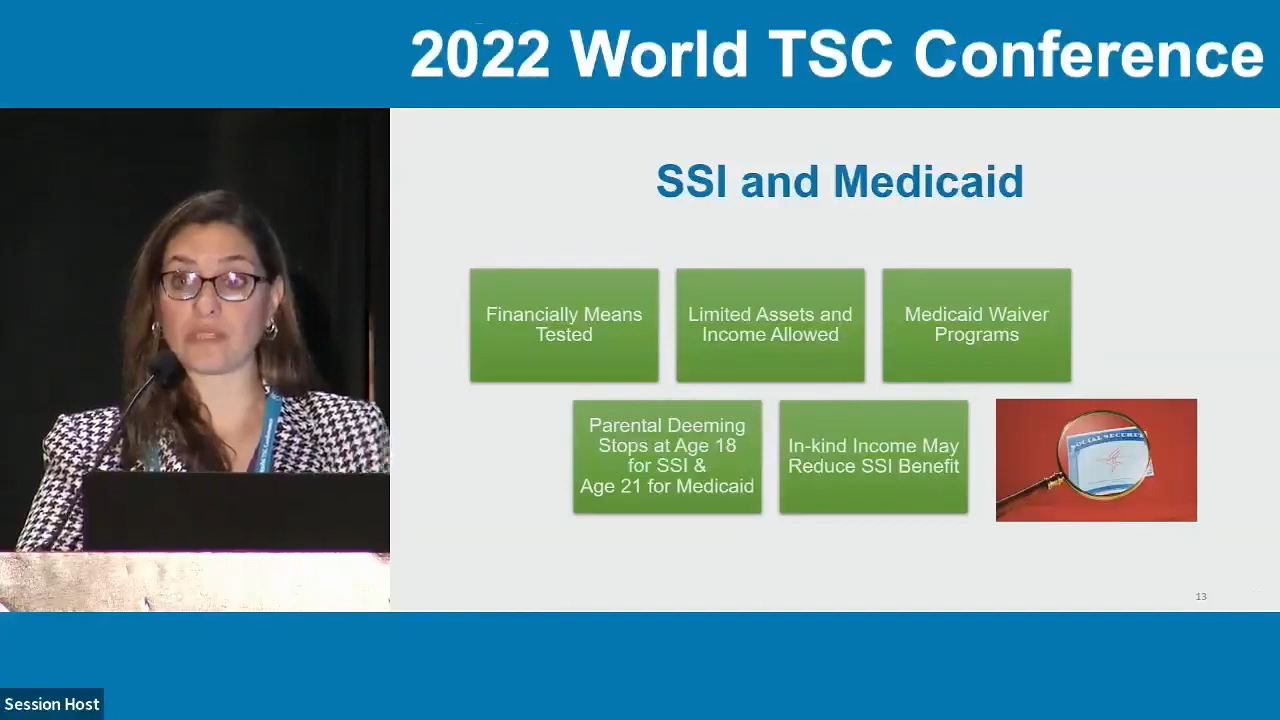 2022 World TSC Conference
SSI and Medicaid
Financially Means
Tested
Limited Assets and
Income Allowed
Medicaid Waiver
Programs
Parental Deeming
Stops at Age 18
for SSI &
Age 21 for Medicaid
In-kind Income May
Reduce SSI Benefit
SOCIAL SECURITY
13
Session Host